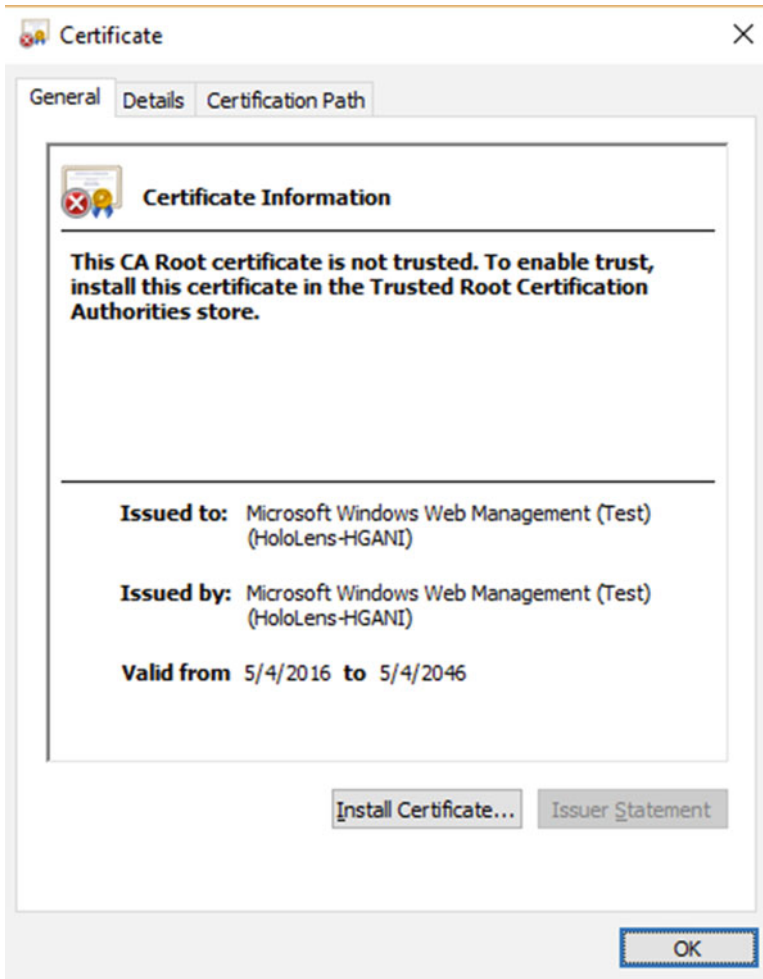 Certificate
General Details Certification Path
Certificate Information
This CA Root certificate is not trusted. To enable trust,
install this certificate in the Trusted Root Certification
Authorities store.
Issued to: Microsoft Windows Web Management (Test)
(HoloLens-HGANI)
Issued by: Microsoft Windows Web Management (Test)
(HoloLens-HGANI)
Valid from 5/4/2016 to 5/4/2046
Install Certificate... Issuer Statement
OK